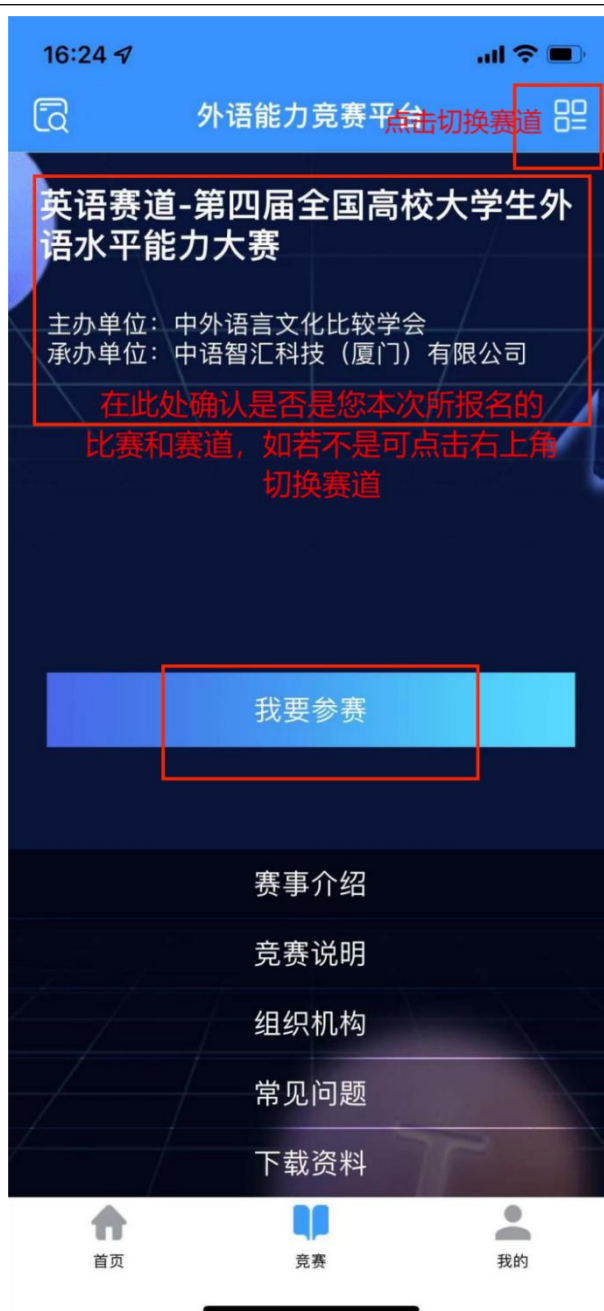 16:24
外语能力竞赛平台
点击切换赛道
英语赛道-第四届全国高校大学生外
语水平能力大赛
主办单位：中外语言文化比较学会
承办单位：中语智汇科技（厦门）有限公司
在此处确认是否是您本次所报名的
比赛和赛道，如若不是可点击右上角
切换赛道
我要参赛
赛事介绍
竞赛说明
组织机构
常见问题
下载资料
首页
竞赛
我的